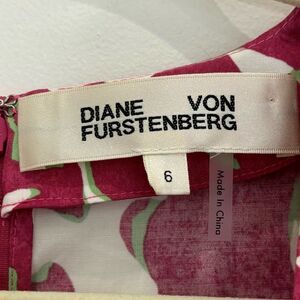 DIANE VON
FURSTENBERG
6
Made In China